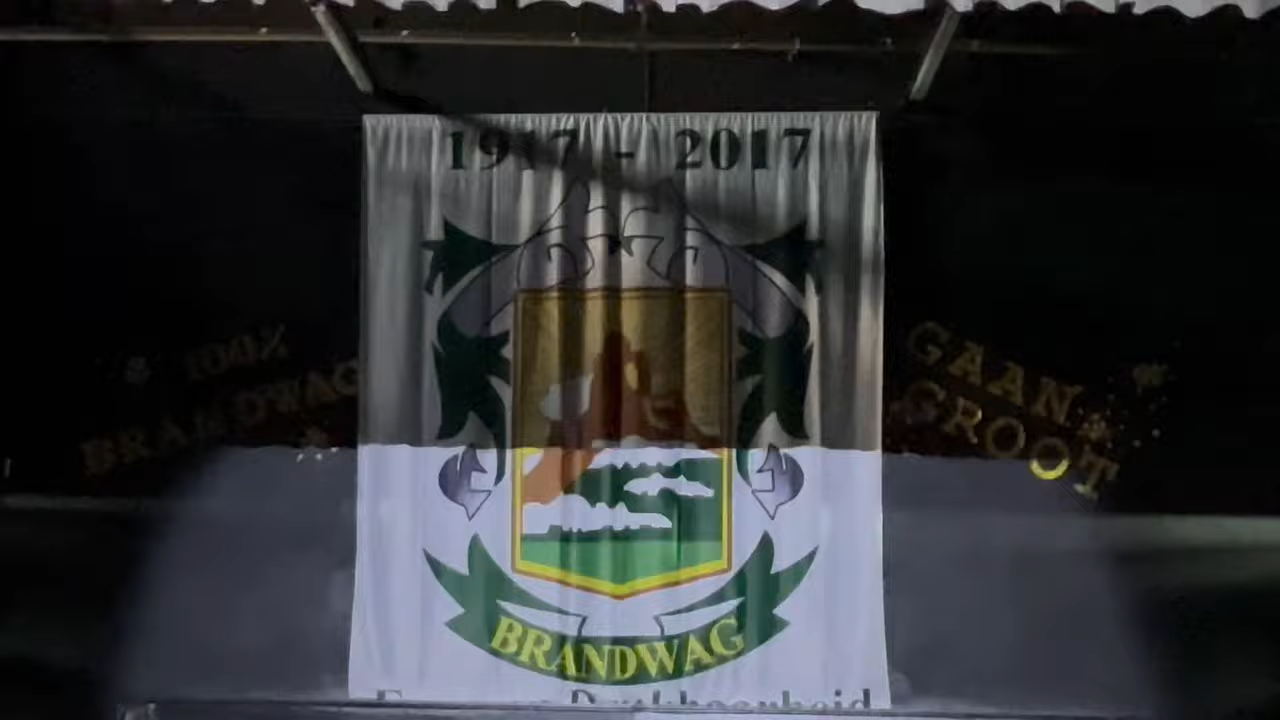 1917 - 2017
100%
BRANDWAG
GAAN
GROOT
BRANDWAG